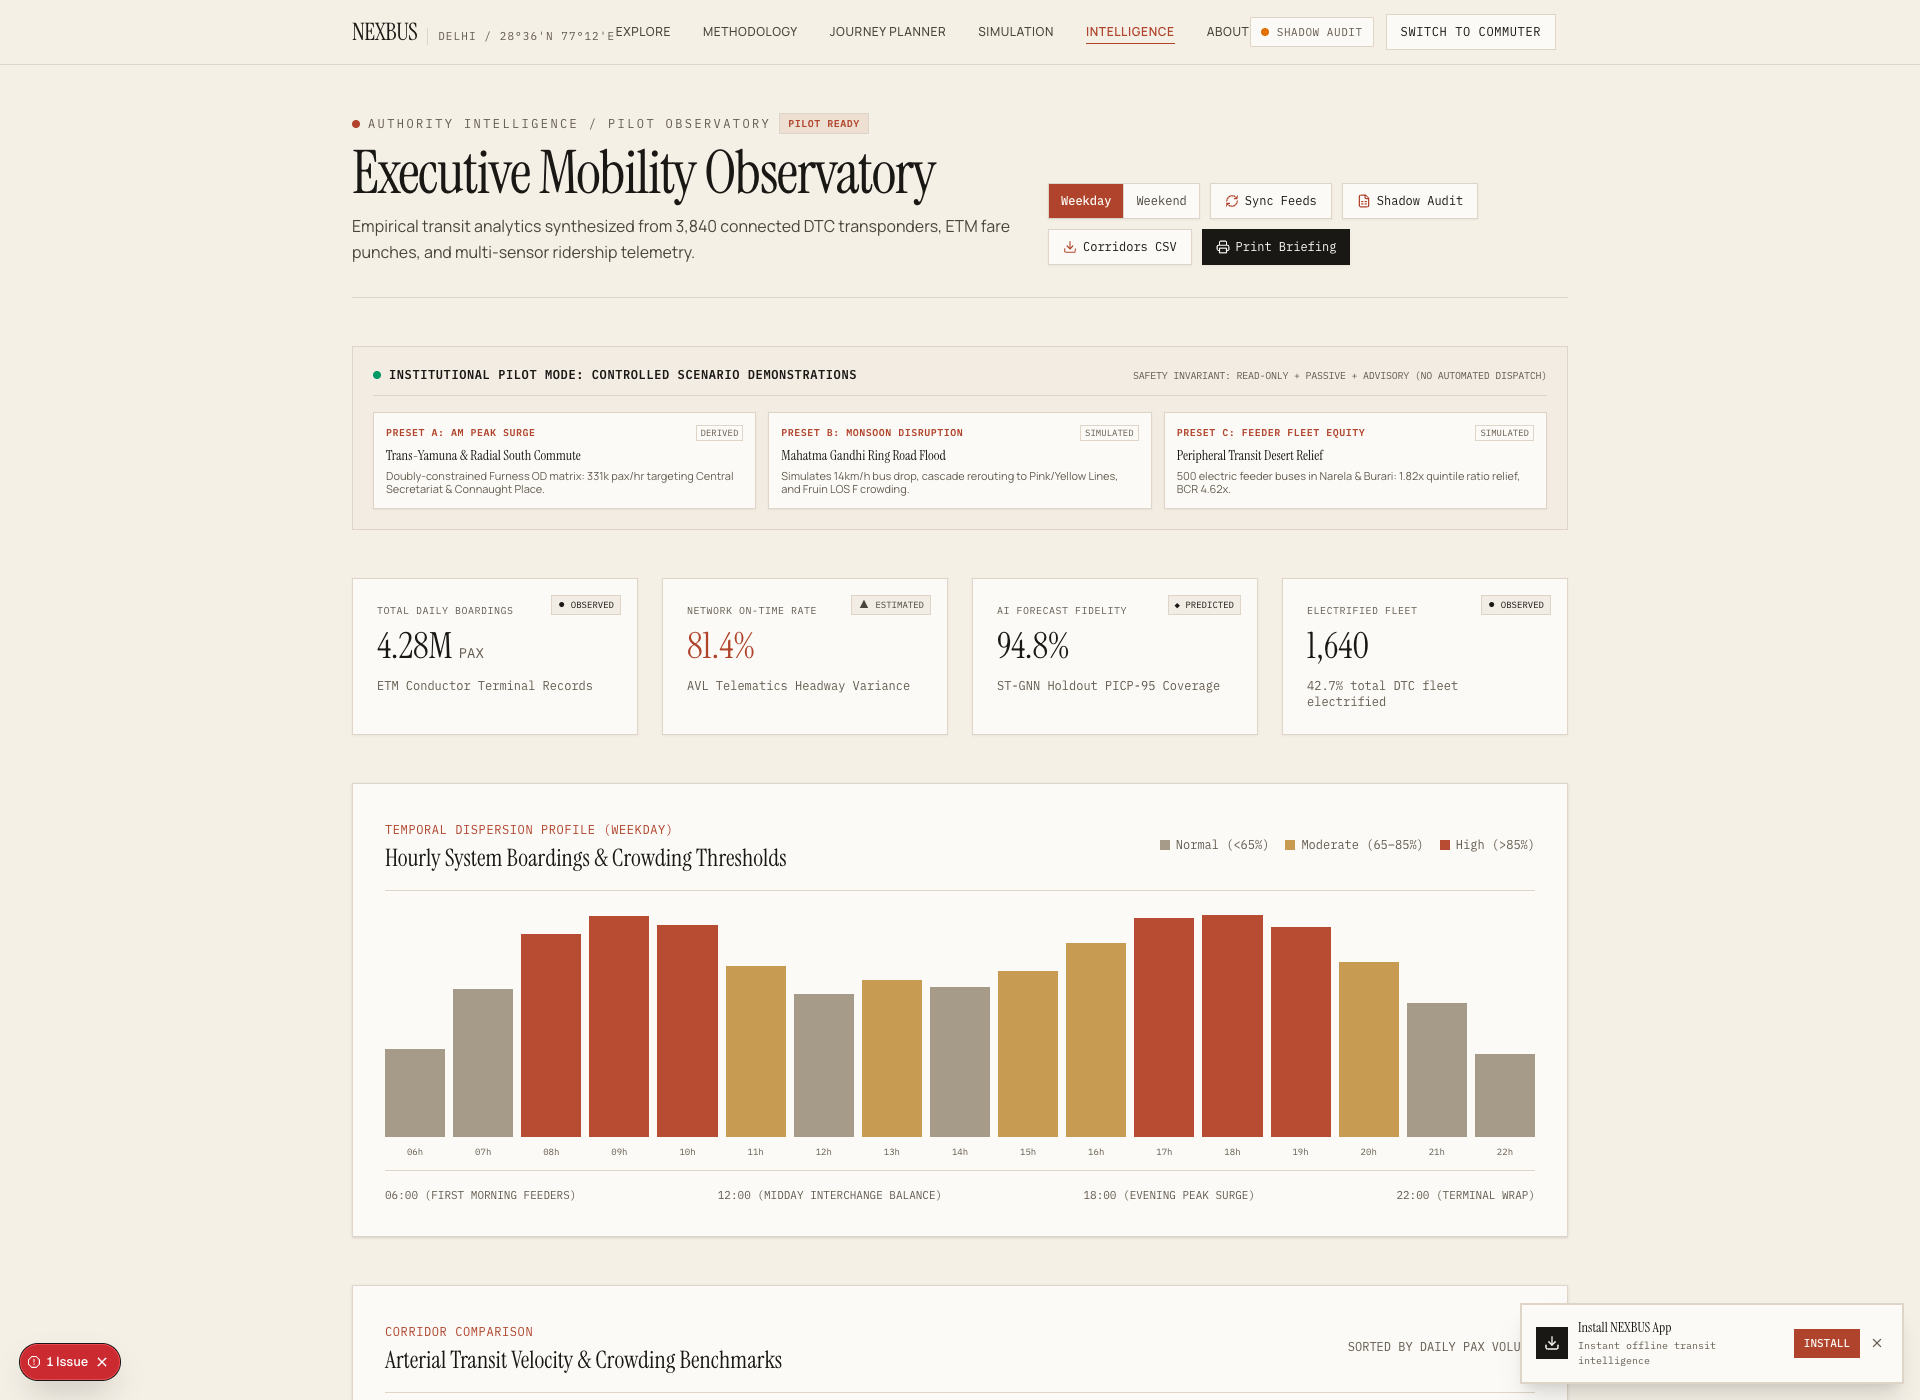 NEXBUS
DELHI / 28°36'N 77°12'E
EXPLORE
METHODOLOGY
JOURNEY PLANNER
SIMULATION
INTELLIGENCE
ABOUT
SHADOW AUDIT
SWITCH TO COMMUTER
AUTHORITY INTELLIGENCE / PILOT OBSERVATORY
PILOT READY
Executive Mobility Observatory
Empirical transit analytics synthesized from 3,840 connected DTC transponders, ETM fare
punches, and multi-sensor ridership telemetry.
Weekday
Weekend
Sync Feeds
Shadow Audit
Corridors CSV
Print Briefing
INSTITUTIONAL PILOT MODE: CONTROLLED SCENARIO DEMONSTRATIONS
SAFETY INVARIANT: READ-ONLY + PASSIVE + ADVISORY (NO AUTOMATED DISPATCH)
PRESET A: AM PEAK SURGE
DERIVED
Trans-Yamuna & Radial South Commute
Doubly-constrained Furness OD matrix: 331k pax/hr targeting Central
Secretariat & Connaught Place.
PRESET B: MONSOON DISRUPTION
SIMULATED
Mahatma Gandhi Ring Road Flood
Simulates 14km/h bus drop, cascade rerouting to Pink/Yellow Lines,
and Fruin LOS F crowding.
PRESET C: FEEDER FLEET EQUITY
SIMULATED
Peripheral Transit Desert Relief
500 electric feeder buses in Narela & Burari: 1.82x quintile ratio relief,
BCR 4.62x.
TOTAL DAILY BOARDINGS
● OBSERVED
4.28M PAX
ETM Conductor Terminal Records
NETWORK ON-TIME RATE
▲ ESTIMATED
81.4%
AVL Telematics Headway Variance
AI FORECAST FIDELITY
◆ PREDICTED
94.8%
ST-GNN Holdout PICP-95 Coverage
ELECTRIFIED FLEET
● OBSERVED
1,640
42.7% total DTC fleet
electrified
TEMPORAL DISPERSION PROFILE (WEEKDAY)
Hourly System Boardings & Crowding Thresholds
Normal (<65%)
Moderate (65–85%)
High (>85%)
06h 07h 08h 09h 10h 11h 12h 13h 14h 15h 16h 17h 18h 19h 20h 21h 22h
06:00 (FIRST MORNING FEEDERS)
12:00 (MIDDAY INTERCHANGE BALANCE)
18:00 (EVENING PEAK SURGE)
22:00 (TERMINAL WRAP)
CORRIDOR COMPARISON
Arterial Transit Velocity & Crowding Benchmarks
SORTED BY DAILY PAX VOLU
Install NEXBUS App
Instant offline transit
intelligence
INSTALL
1 Issue